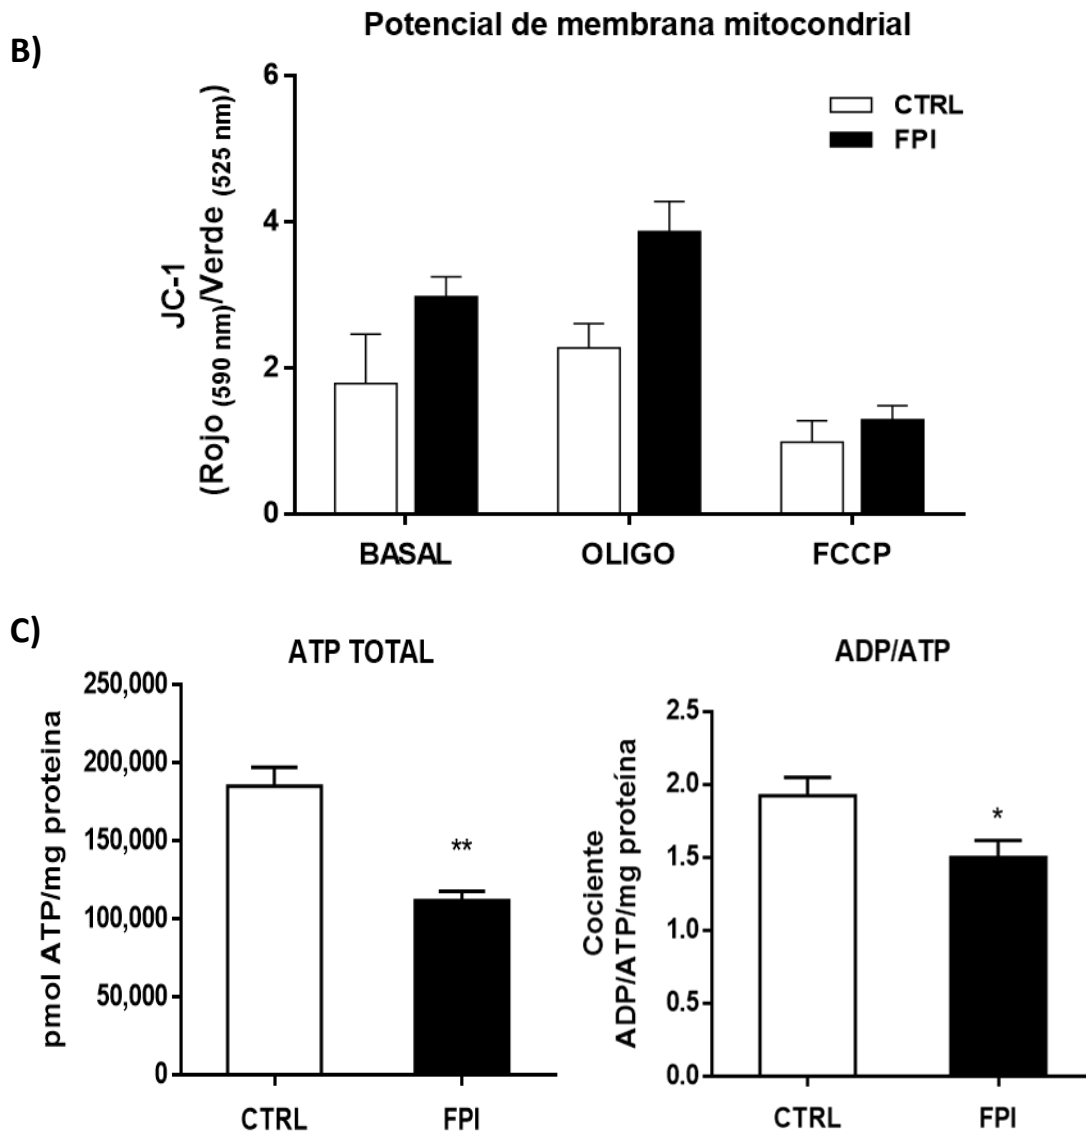 B)
Potencial de membrana mitocondrial
JC-1
(Rojo (590 nm)/Verde (525 nm))
6
4
2
0
CTRL
FPI
BASAL OLIGO FCCP
C)
ATP TOTAL
pmol ATP/mg proteina
250,000
200,000
150,000
100,000
50,000
0
**
CTRL FPI
ADP/ATP
Cociente
ADP/ATP/mg proteína
2.5
2.0
1.5
1.0
0.5
0.0
*
CTRL FPI